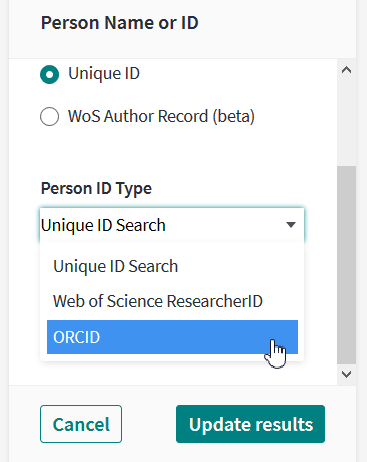 Person Name or ID
Unique ID
WoS Author Record (beta)
Person ID Type
Unique ID Search
Unique ID Search
Web of Science ResearcherID
ORCID
Cancel
Update results